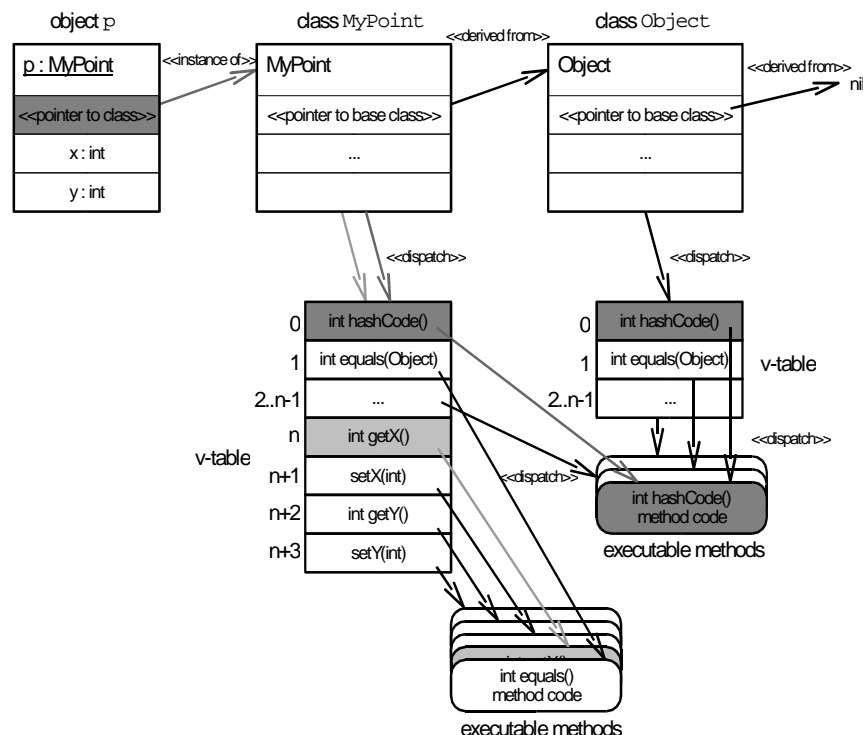 object p
class MyPoint
class Object
p : MyPoint
<<instance of>>
MyPoint
<<derived from>>
Object
<<derived from>>
nil
<<pointer to class>>
<<pointer to base class>>
<<pointer to base class>>
x : int
...
...
y : int
<<dispatch>>
<<dispatch>>
0
int hashCode()
0
int hashCode()
1
int equals(Object)
1
int equals(Object)
v-table
2..n-1
...
2..n-1
...
n
int getX()
<<dispatch>>
v-table
n+1
setX(int)
<<dispatch>>
int hashCode()
method code
n+2
int getY()
executable methods
n+3
setY(int)
int equals()
method code
executable methods